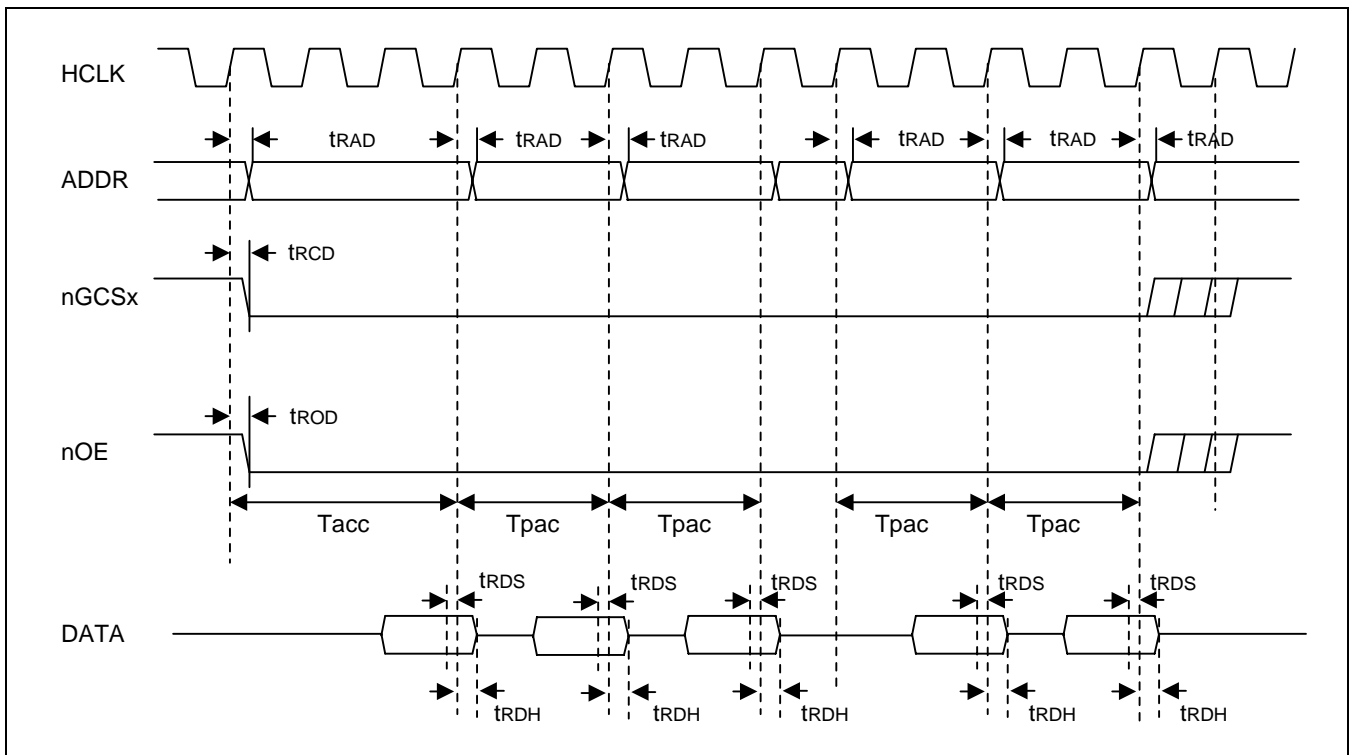 HCLK
tRAD tRAD tRAD tRAD tRAD tRAD
ADDR
tRCD
nGCSx
tROD
nOE
Tacc Tpac Tpac Tpac Tpac
tRDS tRDS tRDS tRDS tRDS
DATA
tRDH tRDH tRDH tRDH tRDH